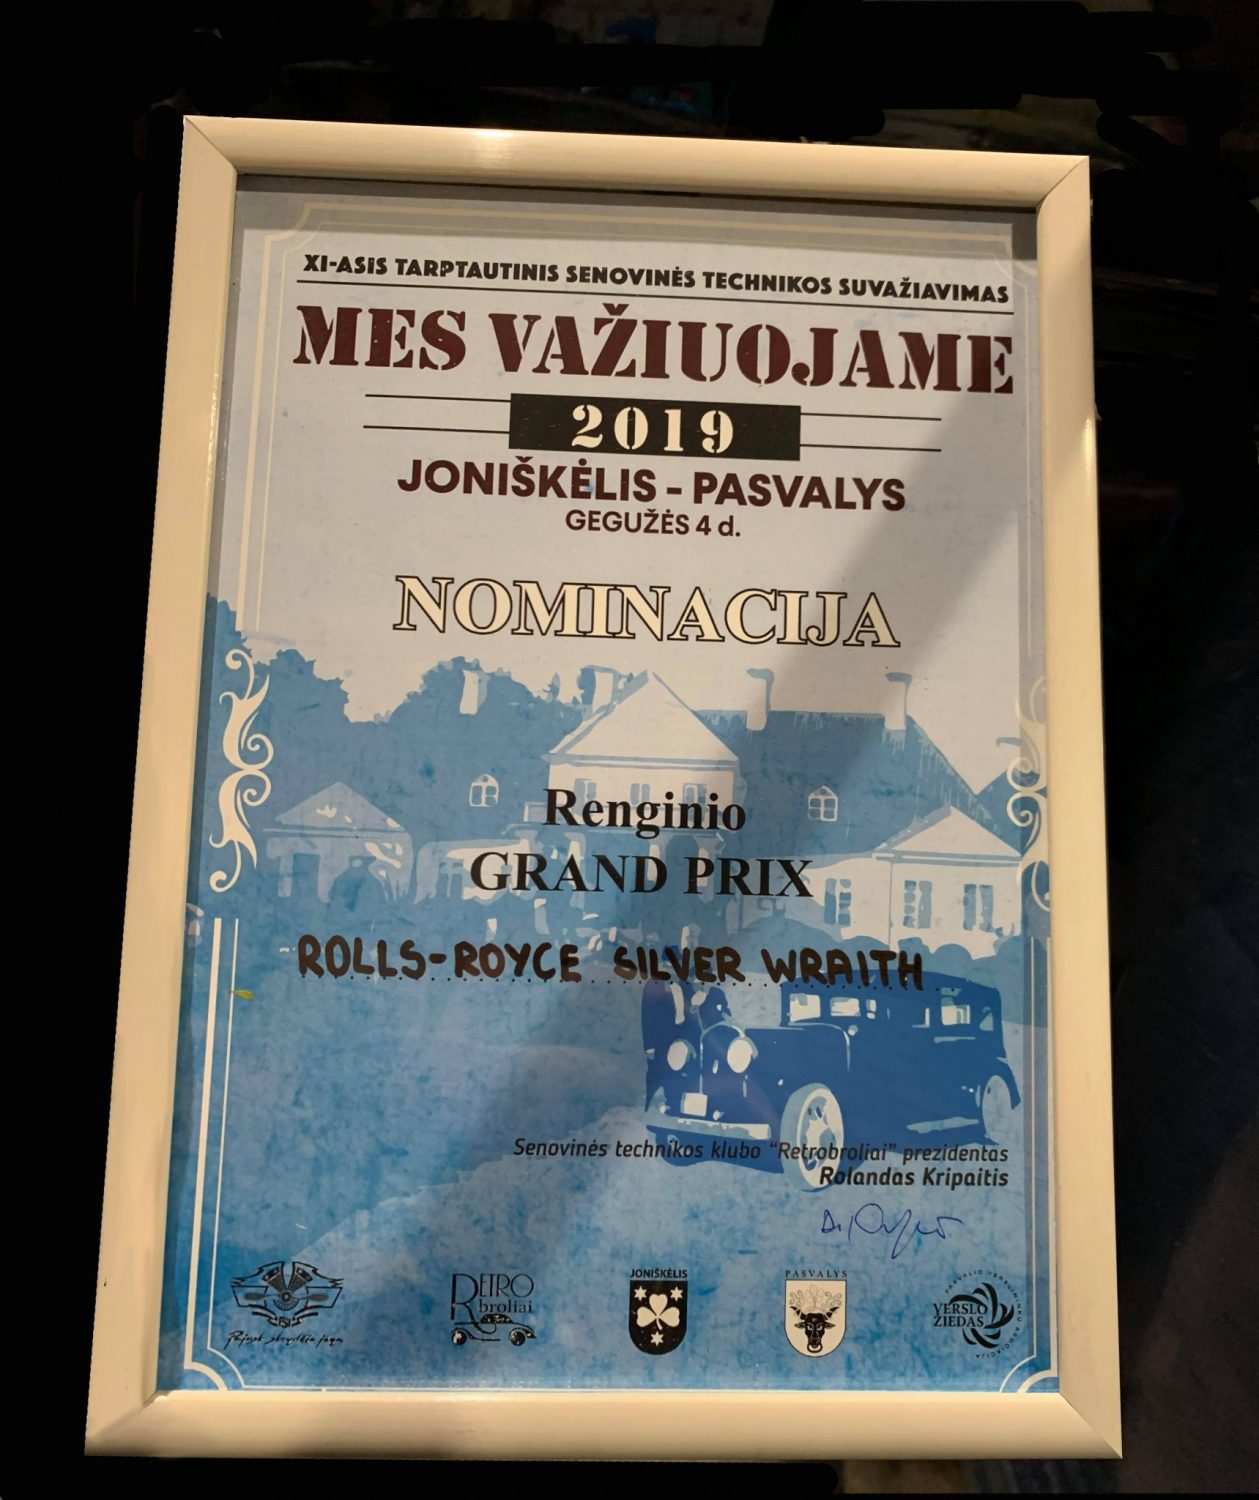 XI-ASIS TARPTAUTINIS SENOVINĖS TECHNIKOS SUVAŽIAVIMAS
MES VAŽIUOJAME
2019
JONIŠKĖLIS - PASVALYS
GEGUŽĖS 4 d.
NOMINACIJA
Renginio
GRAND PRIX
ROLLS-ROYCE SILVER WRAITH
Senovinės technikos klubo "Retrobroliai" prezidentas
Rolandas Kripaitis
RETRO
broliai
JONIŠKĖLIS
PASVALYS
VERSLO
ŽIEDAS